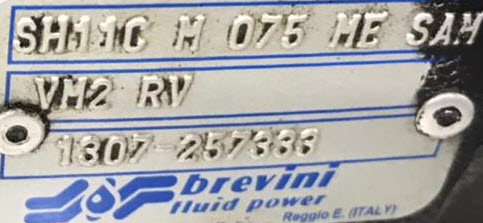 SH11C M 075 ME SAM
VM2 RV
1307-257333
brevini
fluid power
Reggio E. (ITALY)